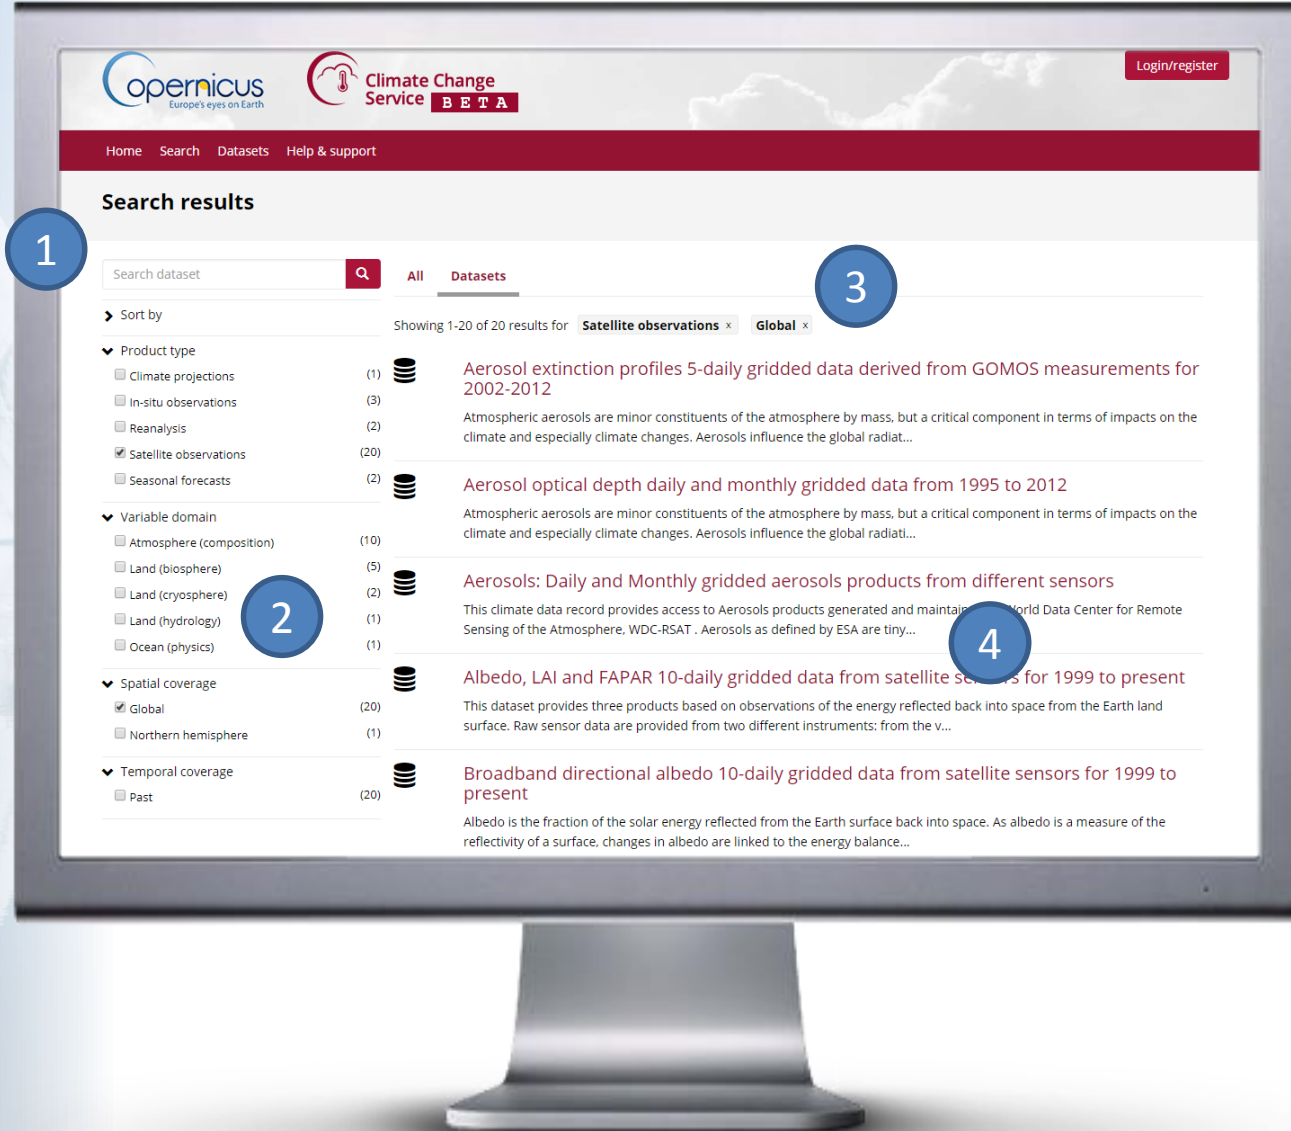 Copernicus
Europe's eyes on Earth
Climate Change
Service BETA
Login/register
Home Search Datasets Help & support
Search results
1
Search dataset
Sort by
Product type
Climate projections (1)
In-situ observations (3)
Reanalysis (2)
Satellite observations (20)
Seasonal forecasts (2)
Variable domain
Atmosphere (composition) (10)
Land (biosphere) (5)
Land (cryosphere) (2)
Land (hydrology) (1)
Ocean (physics) (1)
2
Spatial coverage
Global (20)
Northern hemisphere (1)
Temporal coverage
Past (20)
All Datasets
3
Showing 1-20 of 20 results for Satellite observations x Global x
Aerosol extinction profiles 5-daily gridded data derived from GOMOS measurements for
2002-2012
Atmospheric aerosols are minor constituents of the atmosphere by mass, but a critical component in terms of impacts on the
climate and especially climate changes. Aerosols influence the global radiat...
Aerosol optical depth daily and monthly gridded data from 1995 to 2012
Atmospheric aerosols are minor constituents of the atmosphere by mass, but a critical component in terms of impacts on the
climate and especially climate changes. Aerosols influence the global radiati...
Aerosols: Daily and Monthly gridded aerosols products from different sensors
This climate data record provides access to Aerosols products generated and World Data Center for Remote
Sensing of the Atmosphere, WDC-RSAT . Aerosols as defined by ESA are tiny...
4
Albedo, LAI and FAPAR 10-daily gridded data from satellite sensors for 1999 to present
This dataset provides three products based on observations of the energy reflected back into space from the Earth land
surface. Raw sensor data are provided from two different instruments: from the v...
Broadband directional albedo 10-daily gridded data from satellite sensors for 1999 to
present
Albedo is the fraction of the solar energy reflected from the Earth surface back into space. As albedo is a measure of the
reflectivity of a surface, changes in albedo are linked to the energy balance...